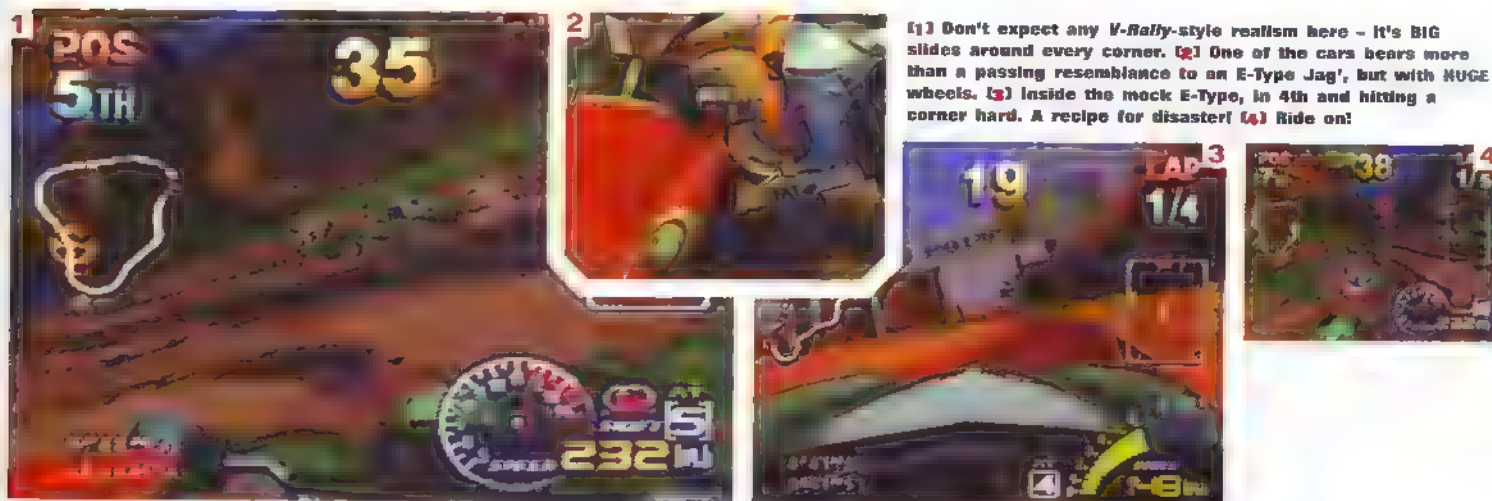 1
POS
5TH
35
232
2
[1] Don't expect any V-Rally-style realism here - it's BIG
slides around every corner. [2] One of the cars bears more
than a passing resemblance to an E-Type Jag', but with HUGE
wheels. [3] Inside the mock E-Type, in 4th and hitting a
corner hard. A recipe for disaster! [4] Ride on!
3
19
LAP
1/4
4
4
38